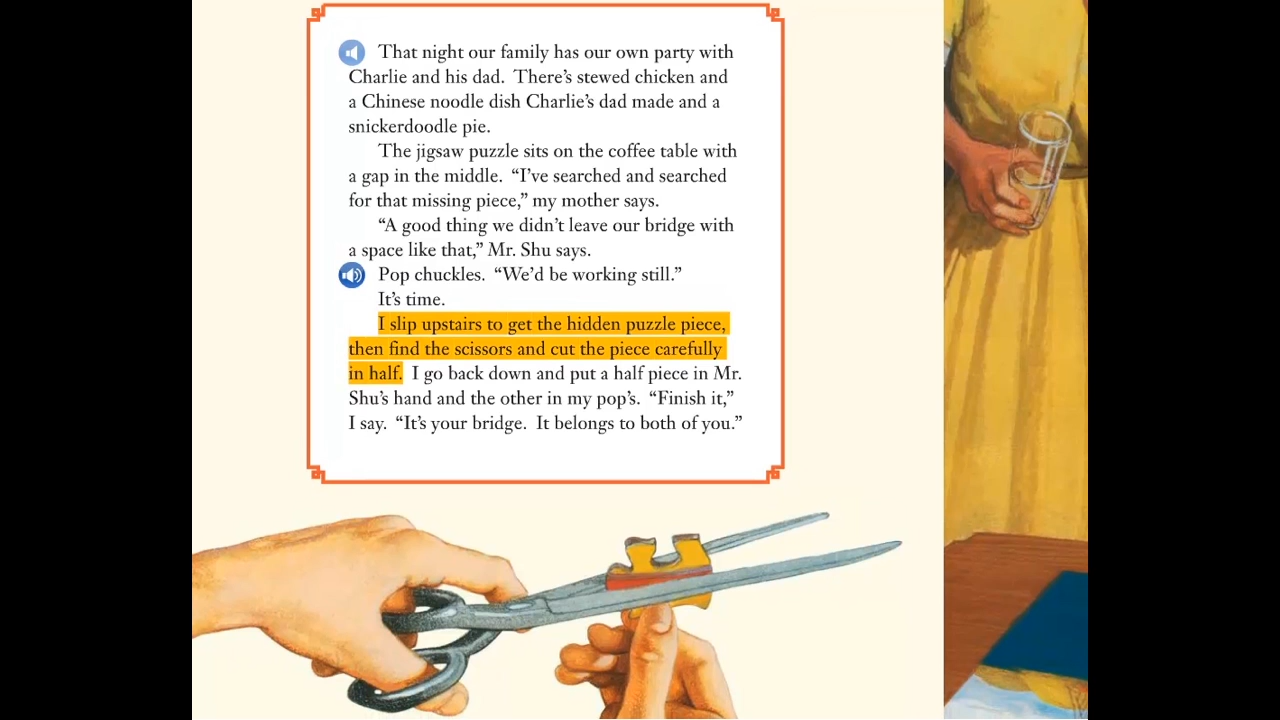 That night our family has our own party with
Charlie and his dad. There’s stewed chicken and
a Chinese noodle dish Charlie’s dad made and a
snickerdoodle pie.
The jigsaw puzzle sits on the coffee table with
a gap in the middle. “I’ve searched and searched
for that missing piece,” my mother says.
“A good thing we didn’t leave our bridge with
a space like that,” Mr. Shu says.
Pop chuckles. “We’d be working still.”
It’s time.
I slip upstairs to get the hidden puzzle piece,
then find the scissors and cut the piece carefully
in half. I go back down and put a half piece in Mr.
Shu’s hand and the other in my pop’s. “Finish it,”
I say. “It’s your bridge. It belongs to both of you.”